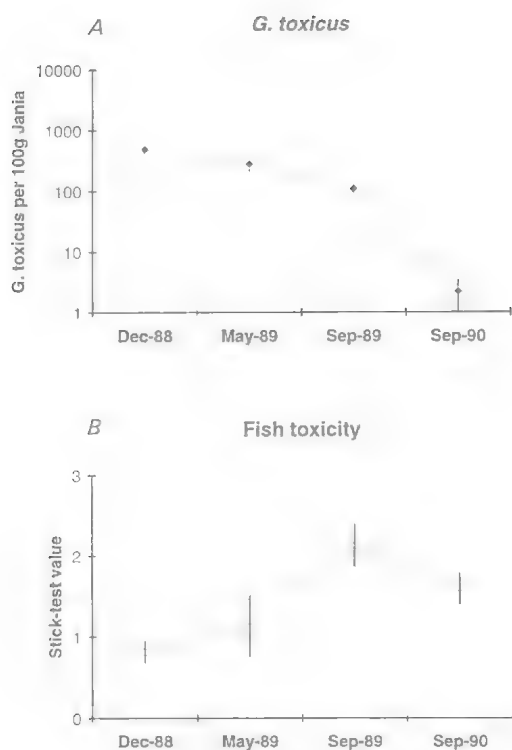 A
G. toxicus
G. toxicus per 100g Jania
10000
1000
100
10
1
Dec-88 May-89 Sep-89 Sep-90
B
Fish toxicity
Stick-test value
3
2
1
0
Dec-88 May-89 Sep-89 Sep-90